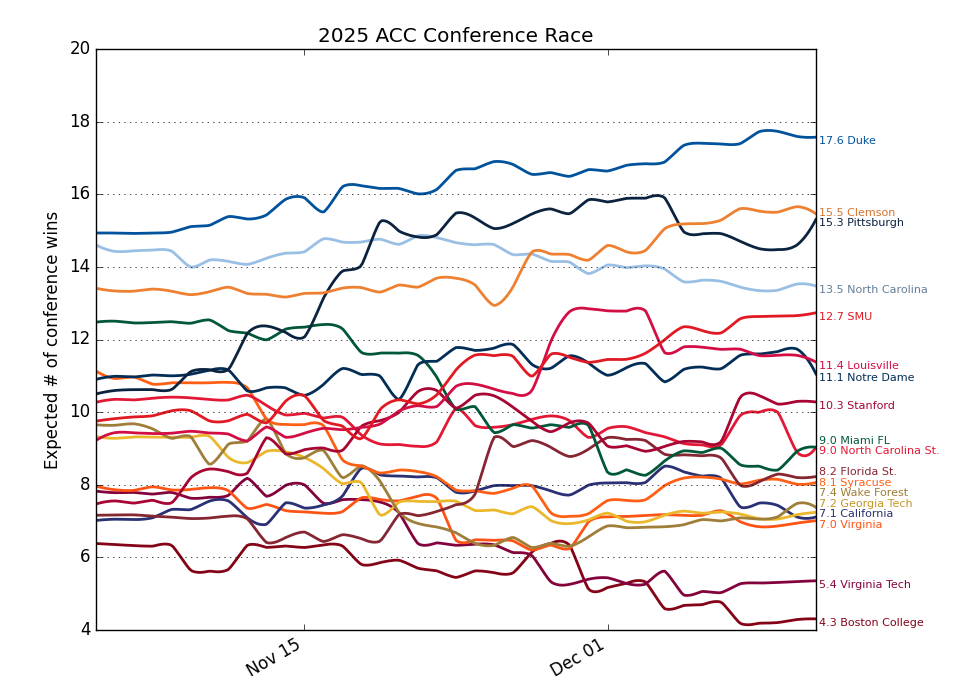 2025 ACC Conference Race
Expected # of conference wins
20
18
16
14
12
10
8
6
4
Nov 15
Dec 01
17.6 Duke
15.5 Clemson
15.3 Pittsburgh
13.5 North Carolina
12.7 SMU
11.4 Louisville
11.1 Notre Dame
10.3 Stanford
9.0 Miami FL
9.0 North Carolina St.
8.2 Florida St.
8.1 Syracuse
7.4 Wake Forest
7.2 Georgia Tech
7.1 California
7.0 Virginia
5.4 Virginia Tech
4.3 Boston College